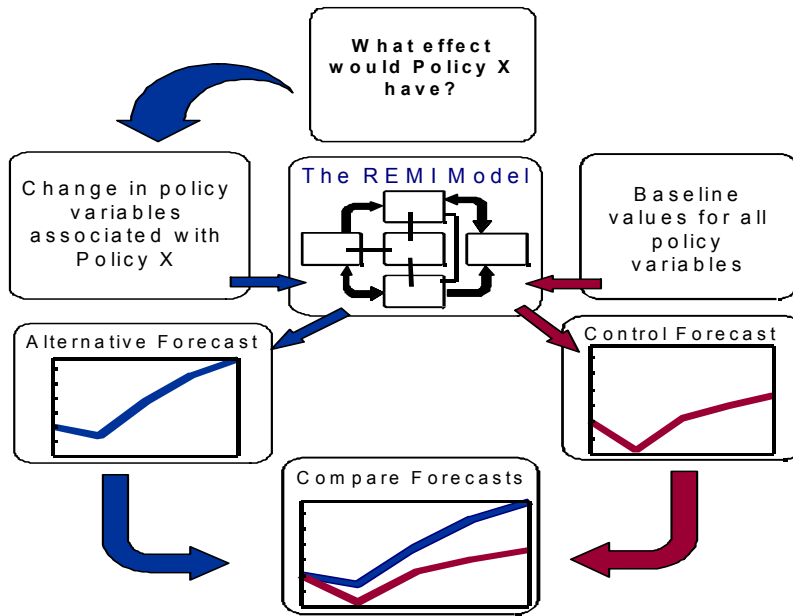 What effect
would Policy X
have?
Change in policy
variables
associated with
Policy X
The REMI Model
Baseline
values for all
policy
variables
Alternative Forecast
Control Forecast
Compare Forecasts